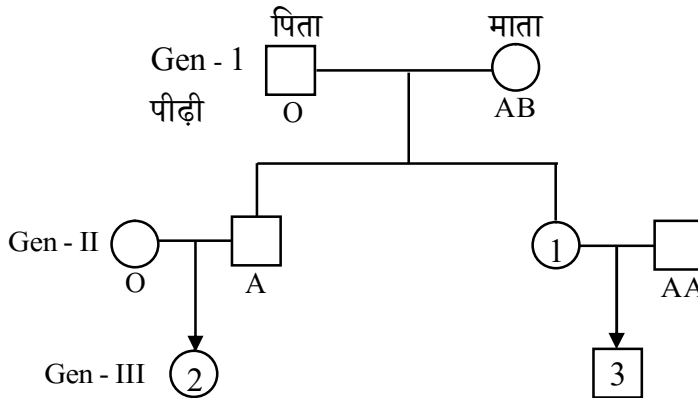 पिता माता
Gen - 1
पीढ़ी
O AB
Gen - II
1
O A AA
Gen - III 2 3